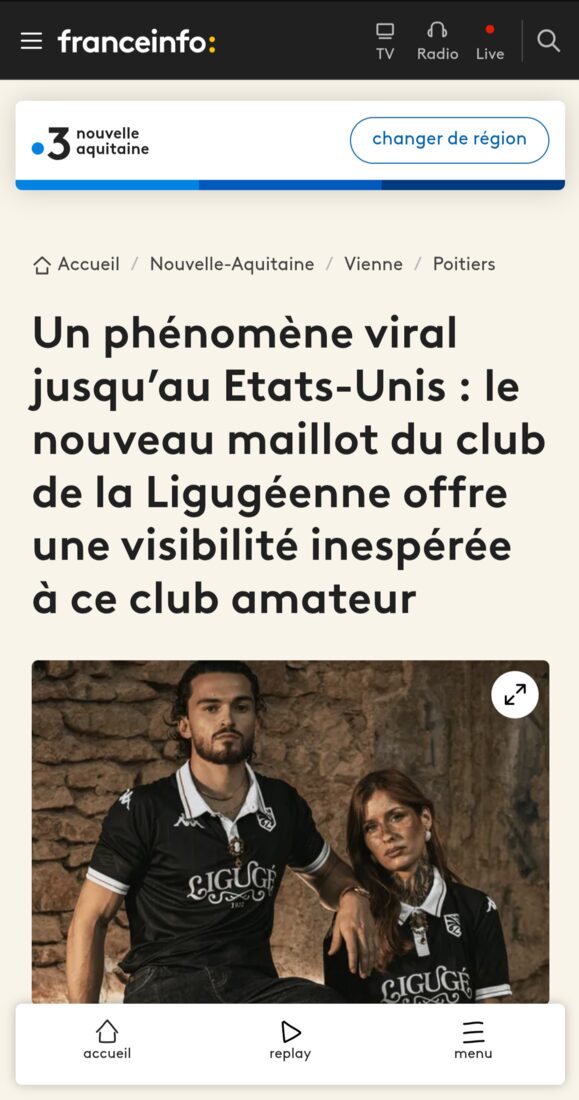 franceinfo:
TV
Radio
Live
3 nouvelle
aquitaine
changer de région
Accueil / Nouvelle-Aquitaine / Vienne / Poitiers
Un phénomène viral
jusqu’au Etats-Unis : le
nouveau maillot du club
de la Ligugéenne offre
une visibilité inespérée
à ce club amateur
LIGUGÉ
LIGUGÉ
accueil
replay
menu